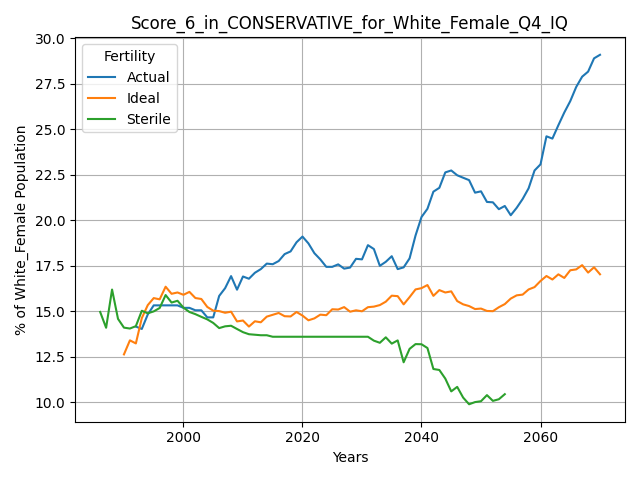 Score_6_in_CONSERVATIVE_for_White_Female_Q4_IQ
% of White_Female Population
30.0
27.5
25.0
22.5
20.0
17.5
15.0
12.5
10.0
Fertility
Actual
Ideal
Sterile
2000 2020 2040 2060
Years